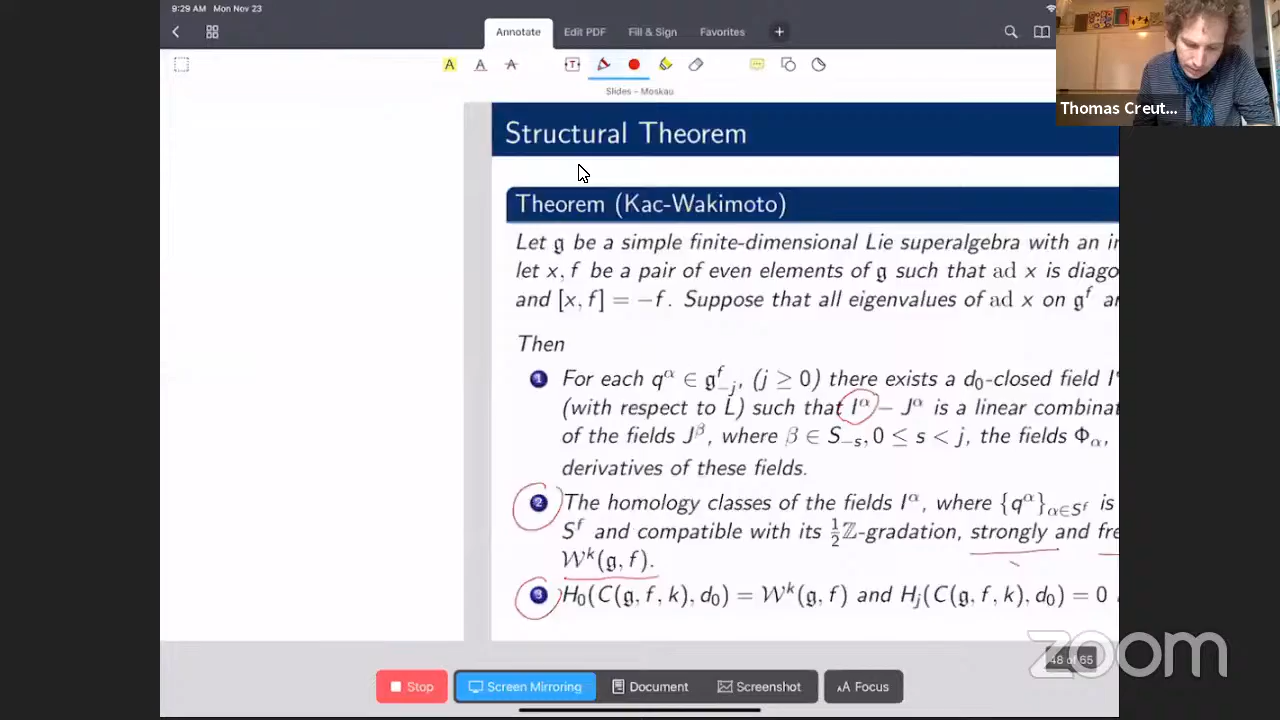 9:29 AM Mon Nov 23
Annotate Edit PDF Fill & Sign Favorites +
Slides - Moskau
Thomas Creut...
Structural Theorem
Theorem (Kac-Wakimoto)
Let 𝔤 be a simple finite-dimensional Lie superalgebra with an
let x, f be a pair of even elements of 𝔤 such that ad x is
and [x, f] = −f. Suppose that all eigenvalues of ad x on 𝔤^f
Then
1 For each q^α ∈ 𝔤^f_{−j}, (j ≥ 0) there exists a d₀-closed field
(with respect to L) such that I^α − J^α is a linear
of the fields J^β, where β ∈ S_{−s}, 0 ≤ s < j, the fields Φ_α,
derivatives of these fields.
2 The homology classes of the fields I^α, where {q^α}_{α∈S^f} is
S^f and compatible with its ½ℤ-gradation, strongly and
𝒲^k(𝔤, f).
3 H₀(C(𝔤, f, k), d₀) = 𝒲^k(𝔤, f) and H_j(C(𝔤, f, k), d₀) = 0
48 of 65
zoom
Stop Screen Mirroring Document Screenshot Focus